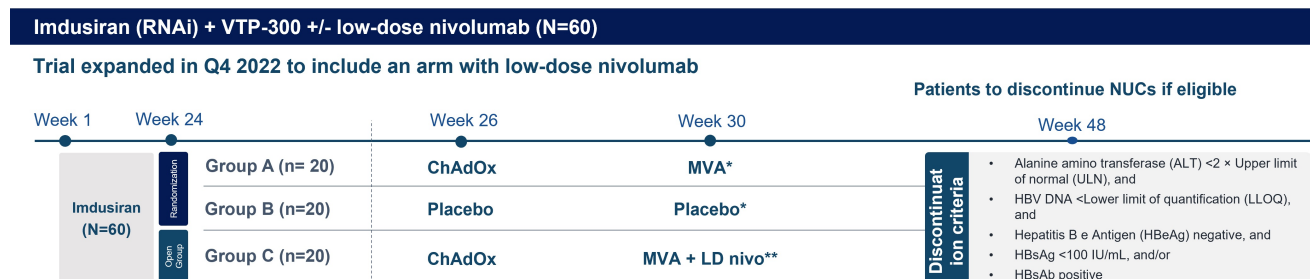 Imdusiran (RNAi) + VTP-300 +/- low-dose nivolumab (N=60)
Trial expanded in Q4 2022 to include an arm with low-dose nivolumab
Patients to discontinue NUCs if eligible
Week 1
Week 24
Week 26
Week 30
Week 48
Imdusiran
(N=60)
Randomization
Open
Group
Group A (n= 20)
ChAdOx
MVA*
Group B (n=20)
Placebo
Placebo*
Group C (n=20)
ChAdOx
MVA + LD nivo**
Discontinuat
ion criteria
• Alanine amino transferase (ALT) <2 × Upper limit
of normal (ULN), and
• HBV DNA <Lower limit of quantification (LLOQ),
and
• Hepatitis B e Antigen (HBeAg) negative, and
• HBsAg <100 IU/mL, and/or
• HBsAb positive